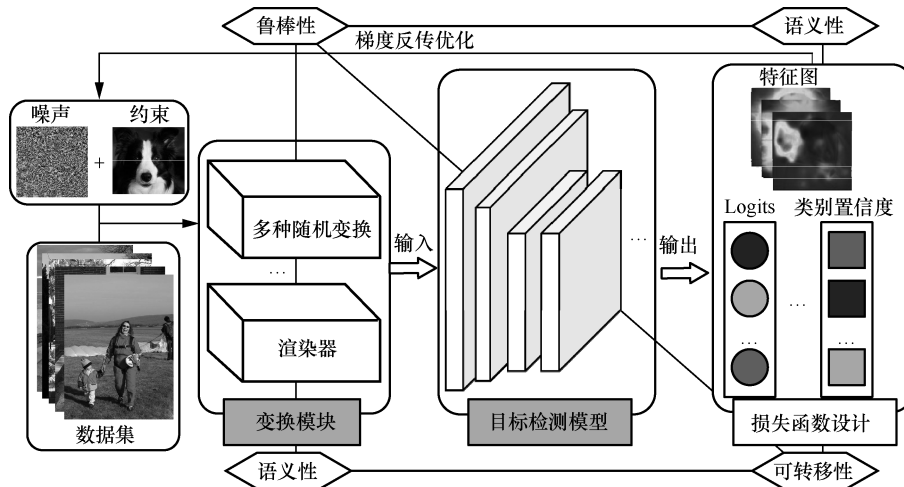 鲁棒性
语义性
梯度反传优化
噪声
约束
+
特征图
多种随机变换
...
渲染器
输入
...
输出
Logits
类别置信度
...
...
...
数据集
变换模块
目标检测模型
损失函数设计
语义性
可转移性